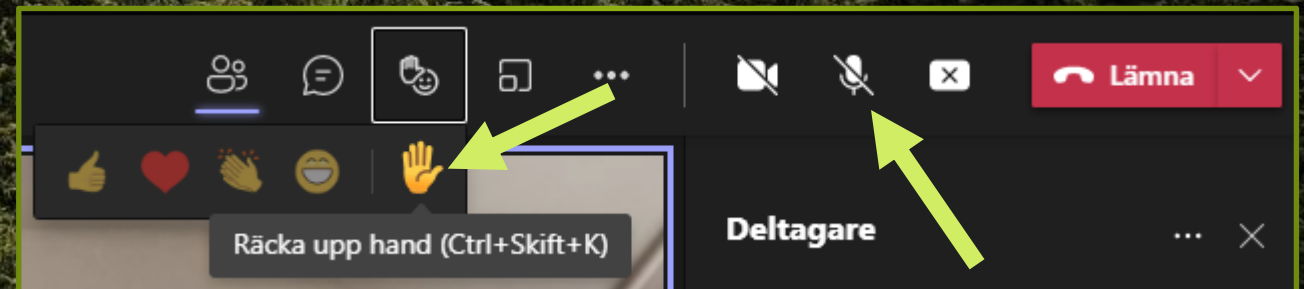 Lämna
Räcka upp hand (Ctrl+Skift+K)
Deltagare